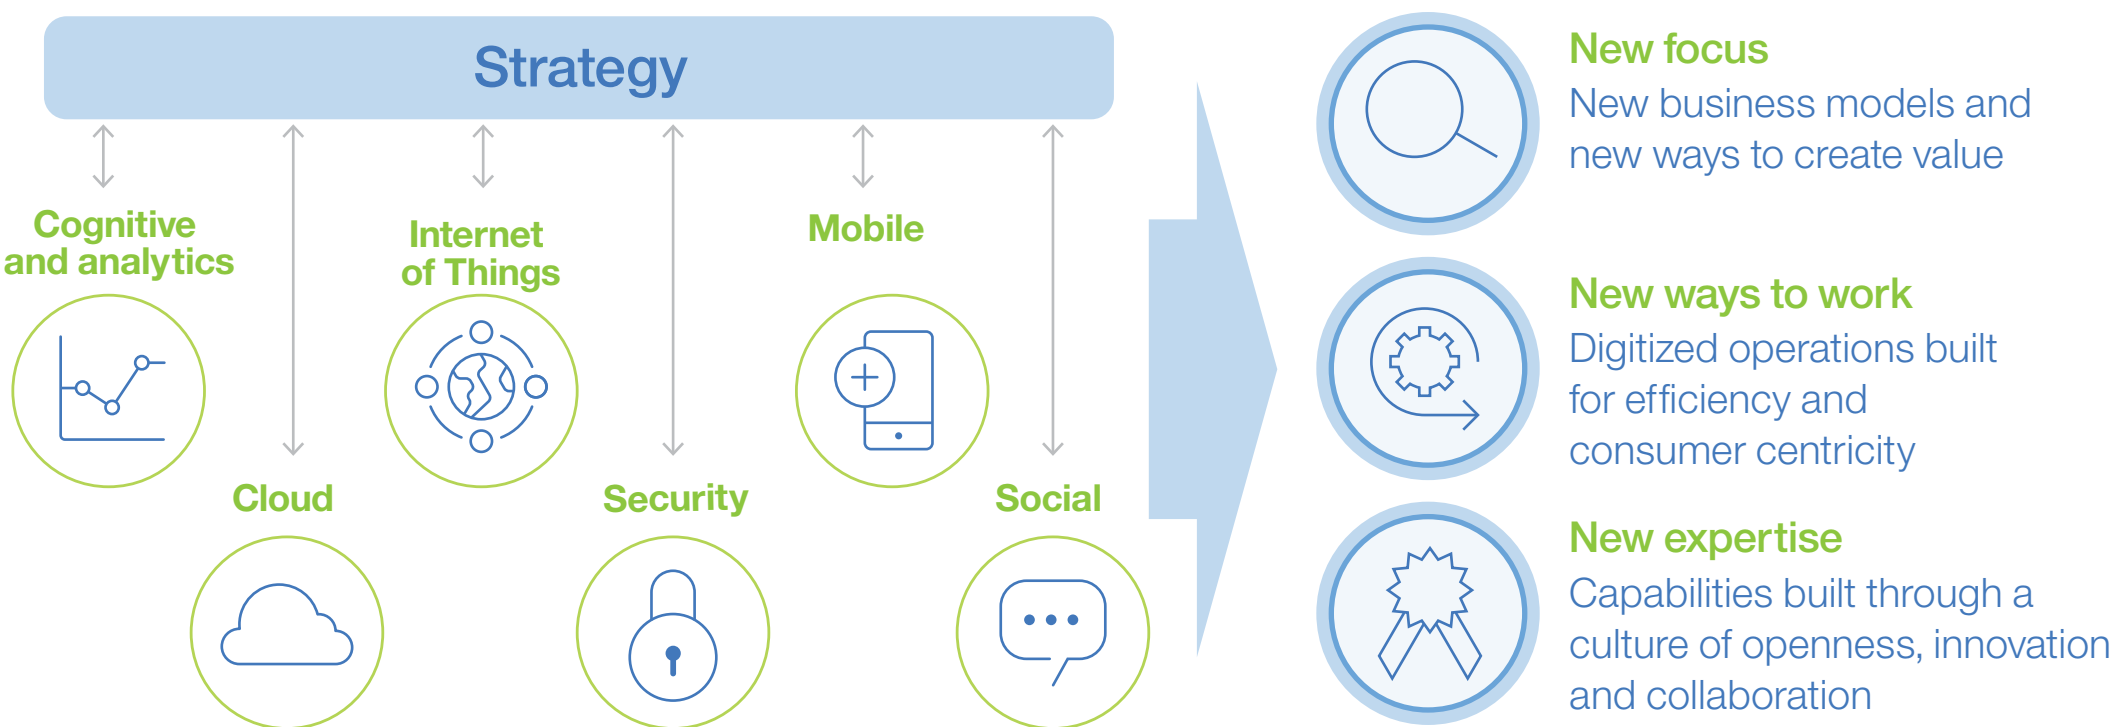 Strategy
Cognitive
and analytics
Internet
of Things
Mobile
Cloud
Security
Social
New focus
New business models and
new ways to create value
New ways to work
Digitized operations built
for efficiency and
consumer centricity
New expertise
Capabilities built through a
culture of openness, innovation
and collaboration